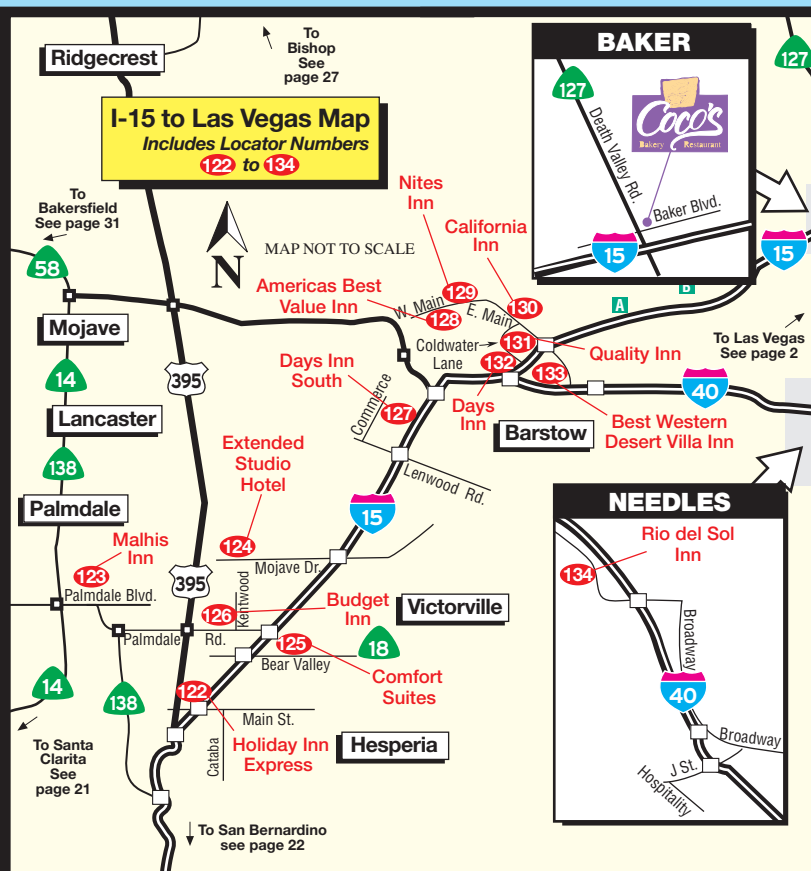 Ridgecrest
To
Bishop
See
page 27
I-15 to Las Vegas Map
Includes Locator Numbers
122 to 134
BAKER
127
Coco's
Bakery Restaurant
Death Valley Rd.
Baker Blvd.
15
127
15
To
Bakersfield
See page 31
58
N
MAP NOT TO SCALE
Nites
Inn
California
Inn
Americas Best
Value Inn
129
W. Main
128
E. Main
130
A
B
Mojave
Coldwater
Lane
131
132
Quality Inn
To Las Vegas
See page 2
14
395
Days Inn
South
Commerce
127
Days
Inn
133
40
Lancaster
Barstow
Best Western
Desert Villa Inn
138
Extended
Studio
Hotel
Lenwood Rd.
Palmdale
15
NEEDLES
Malhis
Inn
123
124
Mojave Dr.
Rio del Sol
Inn
134
Palmdale Blvd.
395
Kentwood
126
Budget
Inn
Victorville
Broadway
Palmdale Rd.
125
18
Bear Valley
Comfort
Suites
14
138
122
40
Main St.
Cataba
Holiday Inn
Express
Hesperia
Broadway
J St.
Hospitality
To Santa
Clarita
See
page 21
To San Bernardino
see page 22